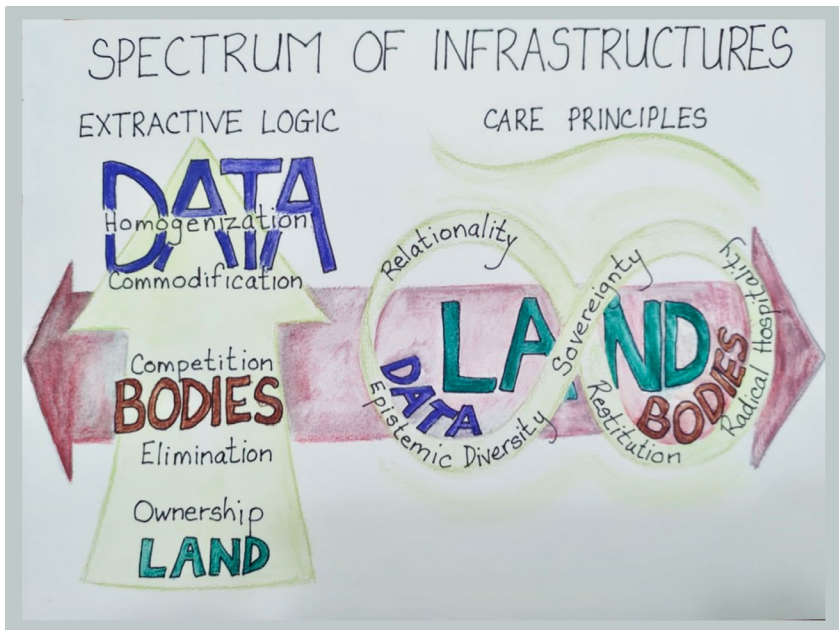 SPECTRUM OF INFRASTRUCTURES
EXTRACTIVE LOGIC
DATA
Homogenization
Commodification
Competition
BODIES
Elimination
Ownership
LAND
CARE PRINCIPLES
Relationality
Sovereignty
Radical Hospitality
LAND
DATA
BODIES
Epistemic Diversity
Restitution